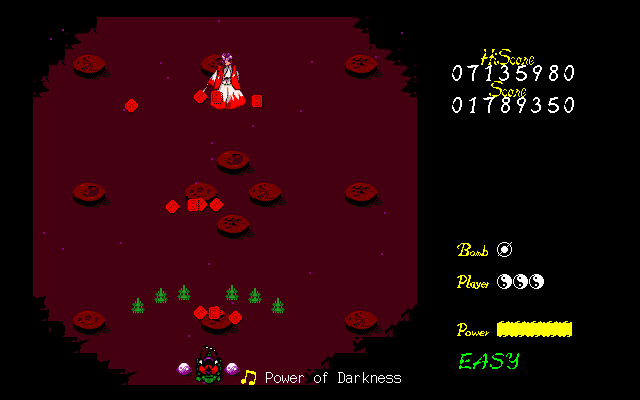 HiScore
07135980
Score
01789350
Bomb
Player
Power
EASY
♫ Power of Darkness